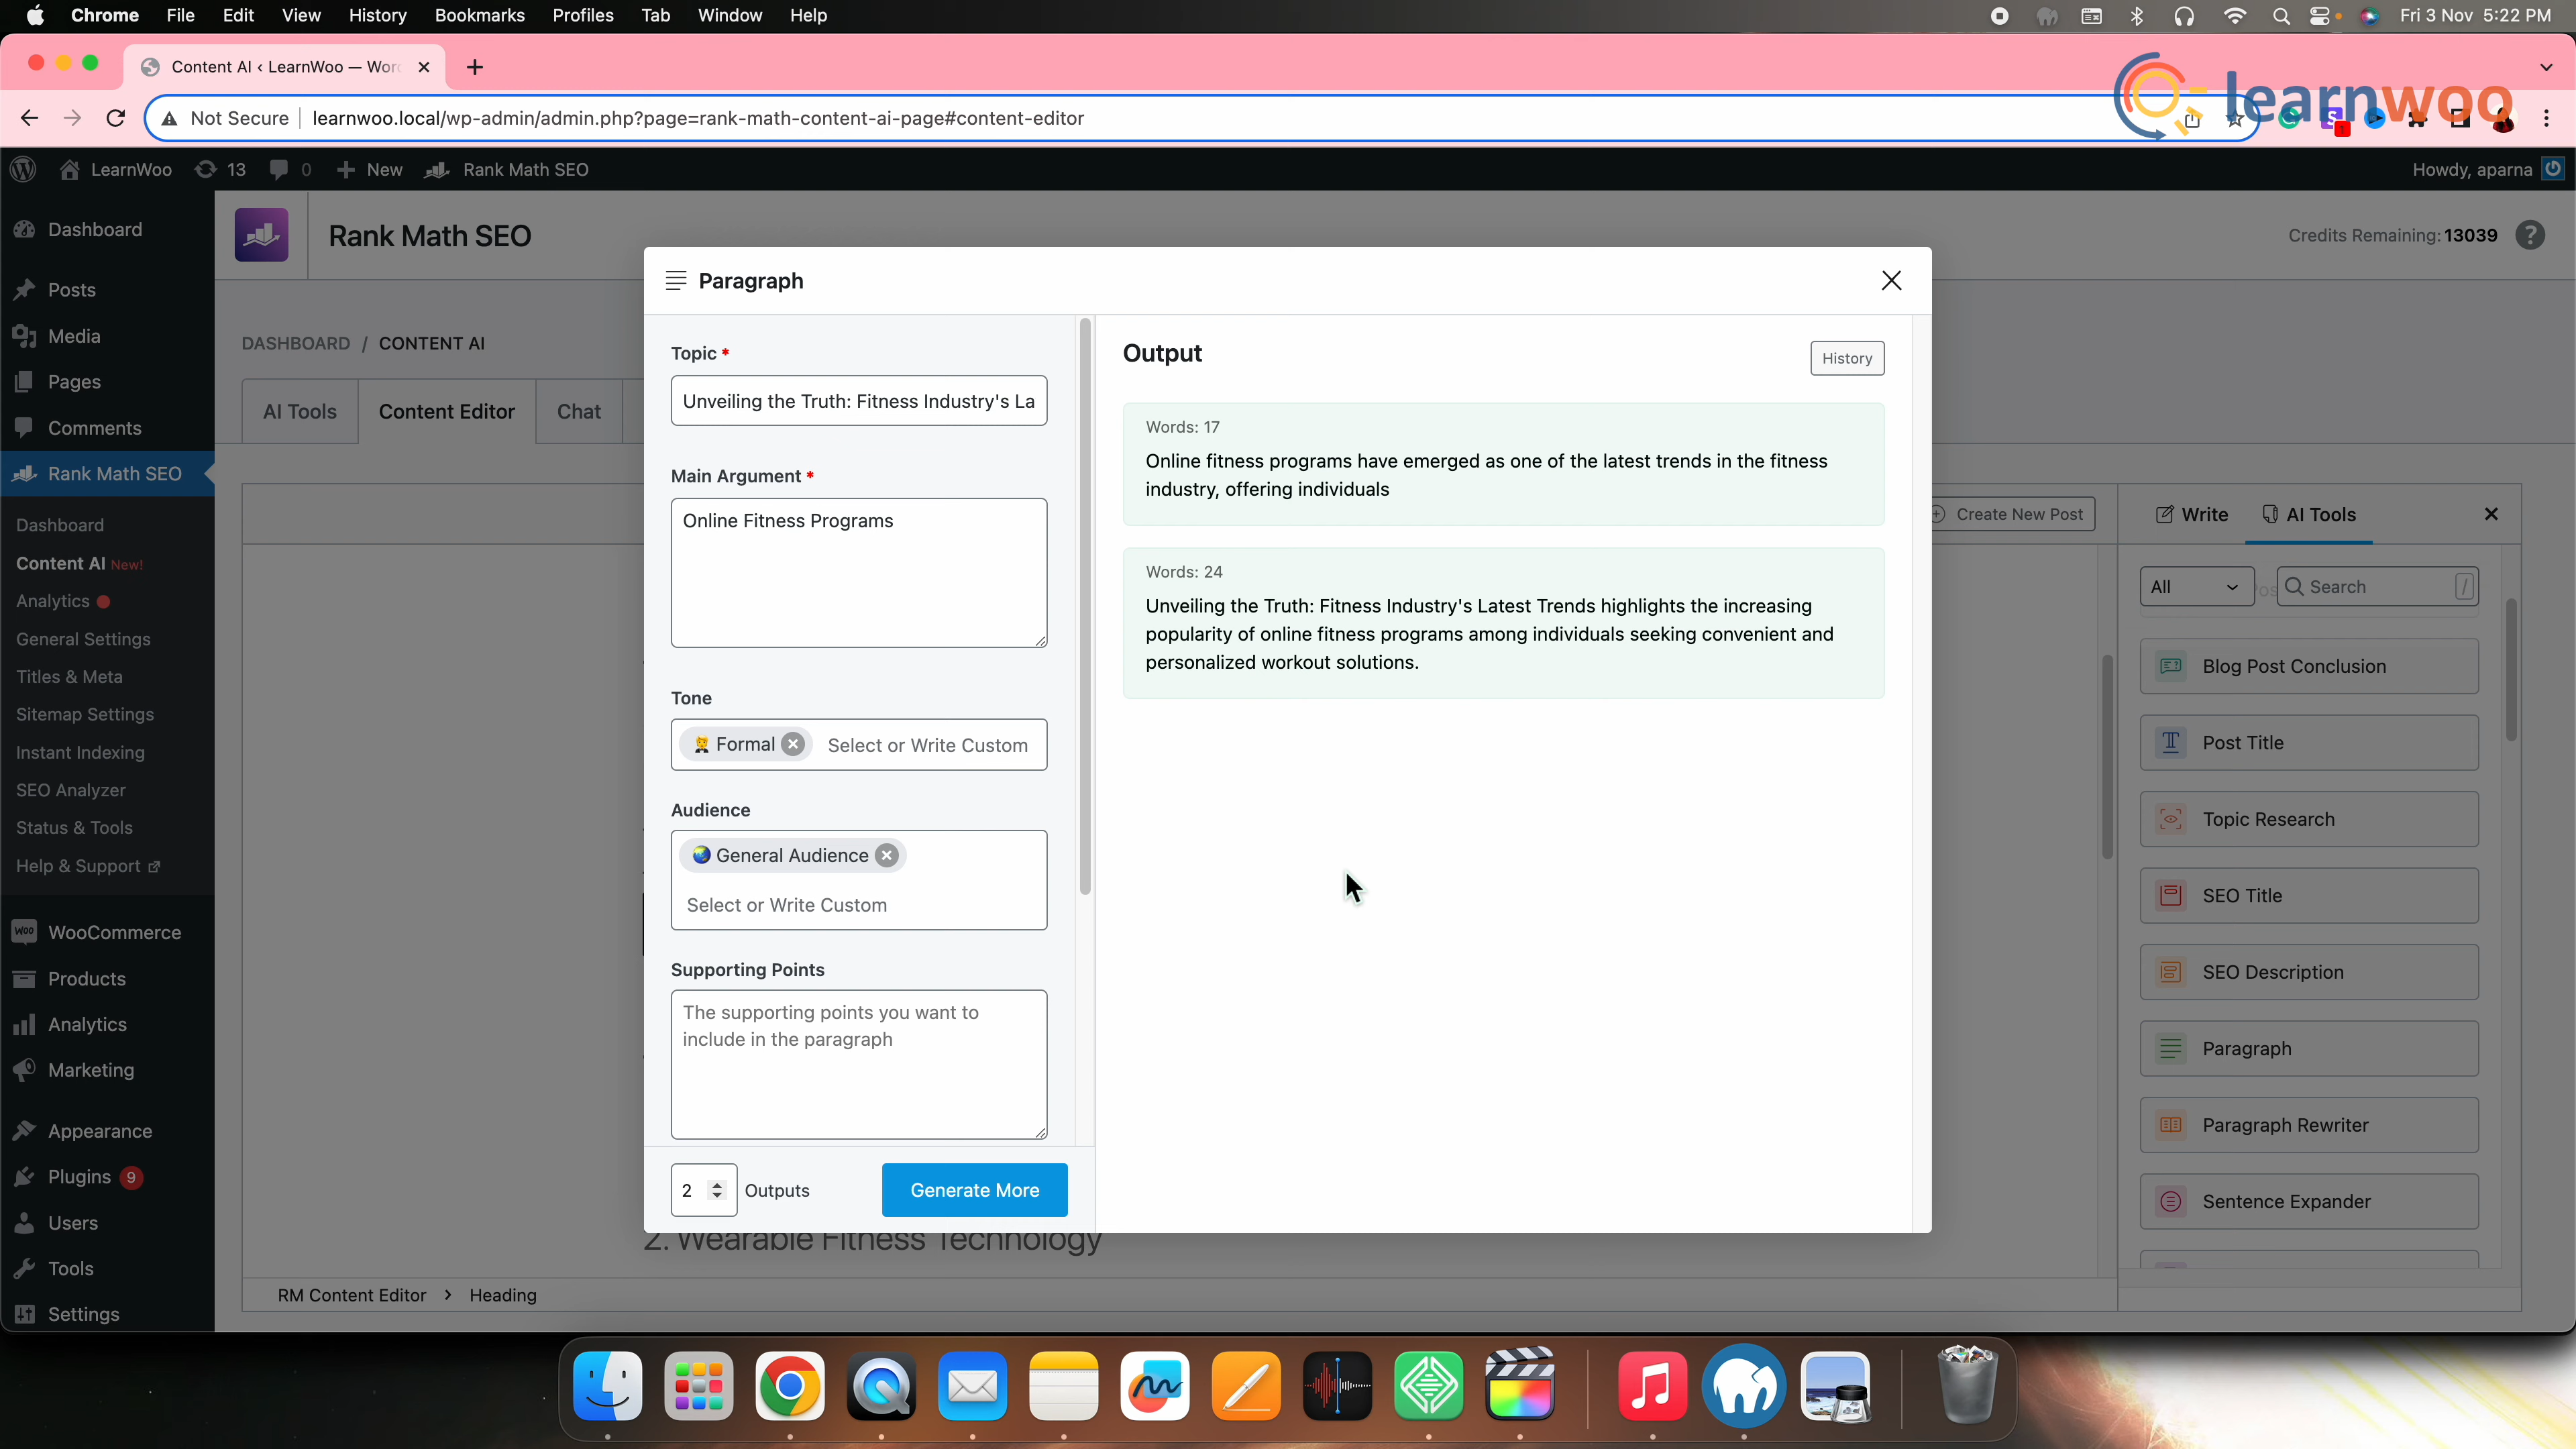 Chrome File Edit View History Bookmarks Profiles Tab Window Help
Fri 3 Nov 5:22 PM
Content AI ‹ LearnWoo — Wor
learnwoo
Not Secure
learnwoo.local/wp-admin/admin.php?page=rank-math-content-ai-page#content-editor
LearnWoo 13 0 New Rank Math SEO
Howdy, aparna
Dashboard
Posts
Media
Pages
Comments
Rank Math SEO
Dashboard
Content AI New!
Analytics
General Settings
Titles & Meta
Sitemap Settings
Instant Indexing
SEO Analyzer
Status & Tools
Help & Support
WooCommerce
Products
Analytics
Marketing
Appearance
Plugins 9
Users
Tools
Settings
Rank Math SEO
Credits Remaining: 13039 ?
DASHBOARD / CONTENT AI
AI Tools
Content Editor
Chat
Paragraph
Topic *
Unveiling the Truth: Fitness Industry's La
Main Argument *
Online Fitness Programs
Tone
Formal
Select or Write Custom
Audience
General Audience
Select or Write Custom
Supporting Points
The supporting points you want to
include in the paragraph
2 Outputs
Generate More
Output
History
Words: 17
Online fitness programs have emerged as one of the latest trends in the fitness
industry, offering individuals
Words: 24
Unveiling the Truth: Fitness Industry's Latest Trends highlights the increasing
popularity of online fitness programs among individuals seeking convenient and
personalized workout solutions.
2. Wearable Fitness Technology
RM Content Editor > Heading
Create New Post
Write
AI Tools
All
Search /
Blog Post Conclusion
Post Title
Topic Research
SEO Title
SEO Description
Paragraph
Paragraph Rewriter
Sentence Expander